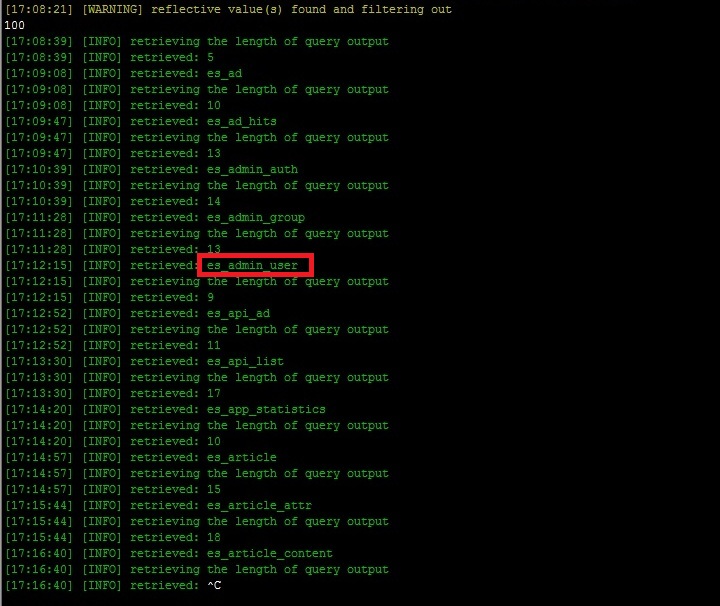 [17:08:21] [WARNING] reflective value(s) found and filtering out
100
[17:08:39] [INFO] retrieving the length of query output
[17:08:39] [INFO] retrieved: 5
[17:09:08] [INFO] retrieved: es_ad
[17:09:08] [INFO] retrieving the length of query output
[17:09:08] [INFO] retrieved: 10
[17:09:47] [INFO] retrieved: es_ad_hits
[17:09:47] [INFO] retrieving the length of query output
[17:09:47] [INFO] retrieved: 13
[17:10:39] [INFO] retrieved: es_admin_auth
[17:10:39] [INFO] retrieving the length of query output
[17:10:39] [INFO] retrieved: 14
[17:11:28] [INFO] retrieved: es_admin_group
[17:11:28] [INFO] retrieving the length of query output
[17:11:28] [INFO] retrieved: 13
[17:12:15] [INFO] retrieved: es_admin_user
[17:12:15] [INFO] retrieving the length of query output
[17:12:15] [INFO] retrieved: 9
[17:12:52] [INFO] retrieved: es_api_ad
[17:12:52] [INFO] retrieving the length of query output
[17:12:52] [INFO] retrieved: 11
[17:13:30] [INFO] retrieved: es_api_list
[17:13:30] [INFO] retrieving the length of query output
[17:13:30] [INFO] retrieved: 17
[17:14:20] [INFO] retrieved: es_app_statistics
[17:14:20] [INFO] retrieving the length of query output
[17:14:20] [INFO] retrieved: 10
[17:14:57] [INFO] retrieved: es_article
[17:14:57] [INFO] retrieving the length of query output
[17:14:57] [INFO] retrieved: 15
[17:15:44] [INFO] retrieved: es_article_attr
[17:15:44] [INFO] retrieving the length of query output
[17:15:44] [INFO] retrieved: 18
[17:16:40] [INFO] retrieved: es_article_content
[17:16:40] [INFO] retrieving the length of query output
[17:16:40] [INFO] retrieved: ^C